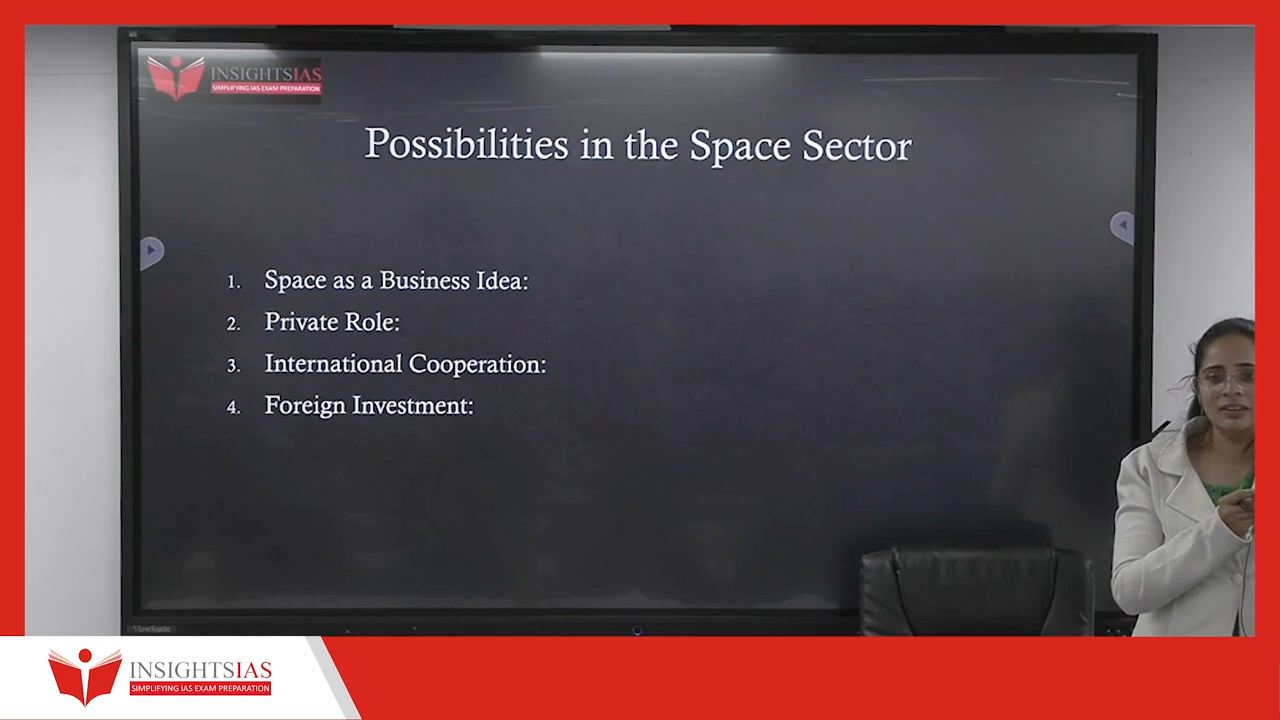 INSIGHTSIAS
SIMPLIFYING IAS EXAM PREPARATION
Possibilities in the Space Sector
1. Space as a Business Idea:
2. Private Role:
3. International Cooperation:
4. Foreign Investment:
ViewSonic
INSIGHTSIAS
SIMPLIFYING IAS EXAM PREPARATION